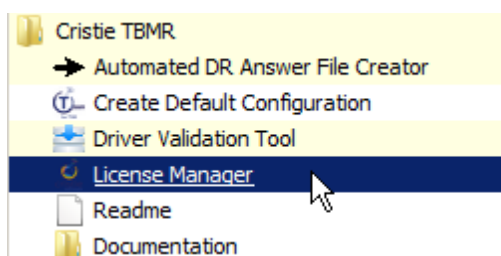 Cristie TBMR
Automated DR Answer File Creator
Create Default Configuration
Driver Validation Tool
License Manager
Readme
Documentation